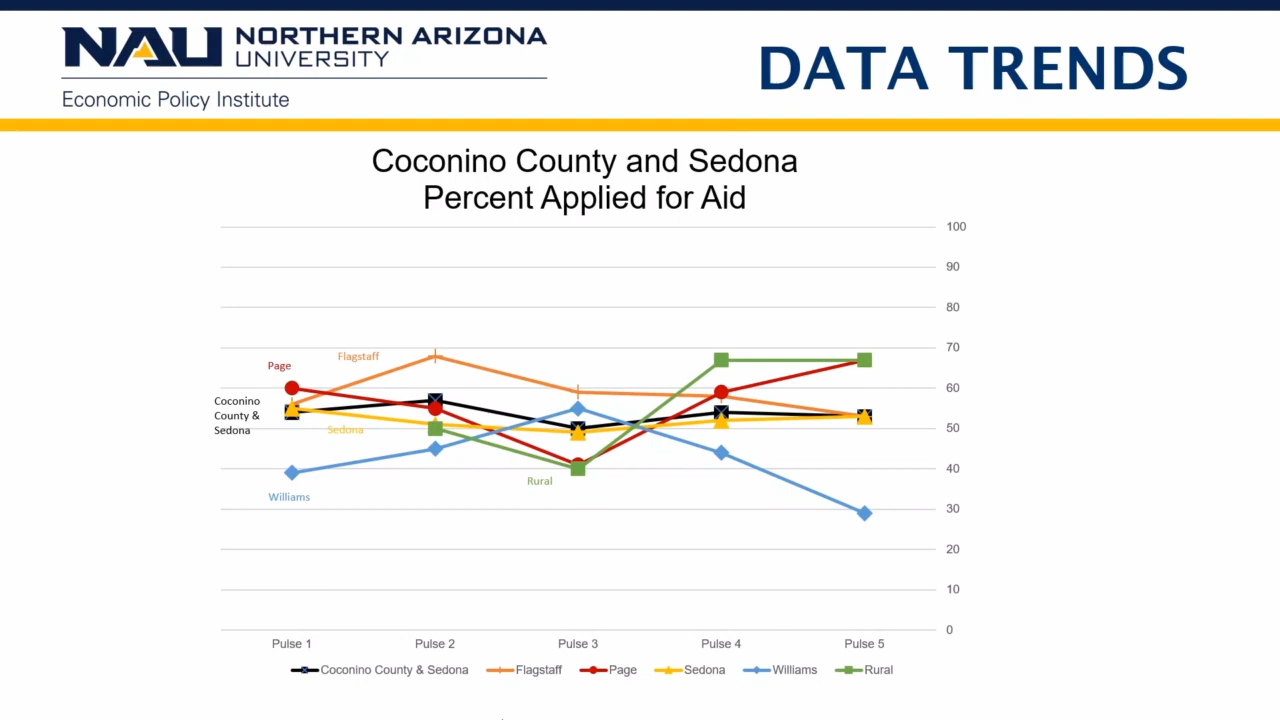 NAU NORTHERN ARIZONA
UNIVERSITY
Economic Policy Institute
DATA TRENDS
Coconino County and Sedona
Percent Applied for Aid
100
90
80
70
60
50
40
30
20
10
0
Page
Flagstaff
Coconino
County &
Sedona
Sedona
Rural
Williams
Pulse 1 Pulse 2 Pulse 3 Pulse 4 Pulse 5
Coconino County & Sedona Flagstaff Page Sedona Williams Rural